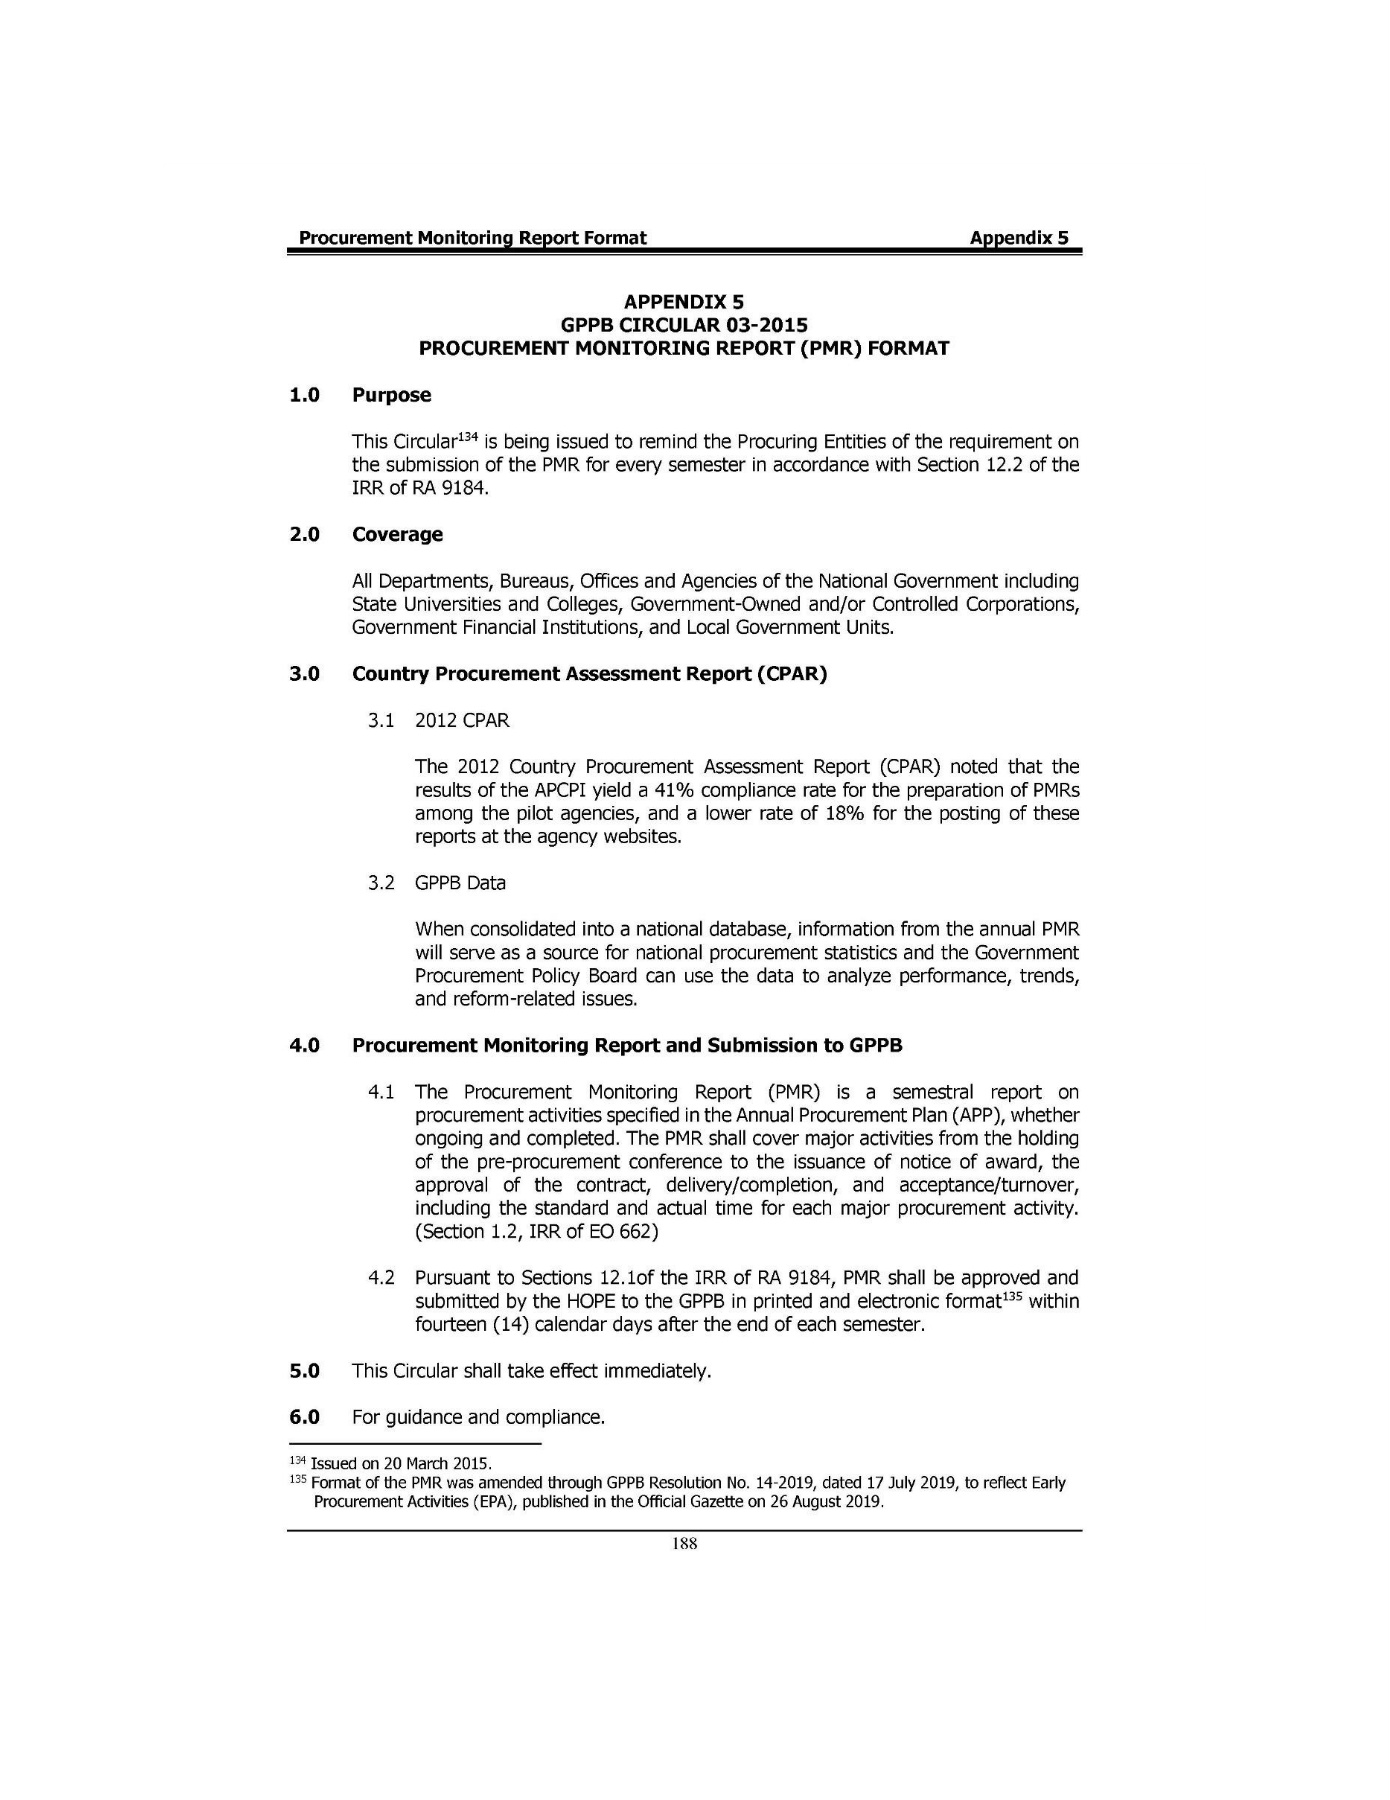 Procurement Monitoring Report Format Appendix 5
APPENDIX 5
GPPB CIRCULAR 03-2015
PROCUREMENT MONITORING REPORT (PMR) FORMAT
1.0 Purpose
This Circular134 is being issued to remind the Procuring Entities of the requirement on
the submission of the PMR for every semester in accordance with Section 12.2 of the
IRR of RA 9184.
2.0 Coverage
All Departments, Bureaus, Offices and Agencies of the National Government including
State Universities and Colleges, Government-Owned and/or Controlled Corporations,
Government Financial Institutions, and Local Government Units.
3.0 Country Procurement Assessment Report (CPAR)
3.1 2012 CPAR
The 2012 Country Procurement Assessment Report (CPAR) noted that the
results of the APCPI yield a 41% compliance rate for the preparation of PMRs
among the pilot agencies, and a lower rate of 18% for the posting of these
reports at the agency websites.
3.2 GPPB Data
When consolidated into a national database, information from the annual PMR
will serve as a source for national procurement statistics and the Government
Procurement Policy Board can use the data to analyze performance, trends,
and reform-related issues.
4.0 Procurement Monitoring Report and Submission to GPPB
4.1 The Procurement Monitoring Report (PMR) is a semestral report on
procurement activities specified in the Annual Procurement Plan (APP), whether
ongoing and completed. The PMR shall cover major activities from the holding
of the pre-procurement conference to the issuance of notice of award, the
approval of the contract, delivery/completion, and acceptance/turnover,
including the standard and actual time for each major procurement activity.
(Section 1.2, IRR of EO 662)
4.2 Pursuant to Sections 12.1of the IRR of RA 9184, PMR shall be approved and
submitted by the HOPE to the GPPB in printed and electronic format135 within
fourteen (14) calendar days after the end of each semester.
5.0 This Circular shall take effect immediately.
6.0 For guidance and compliance.
134 Issued on 20 March 2015.
135 Format of the PMR was amended through GPPB Resolution No. 14-2019, dated 17 July 2019, to reflect Early
Procurement Activities (EPA), published in the Official Gazette on 26 August 2019.
188